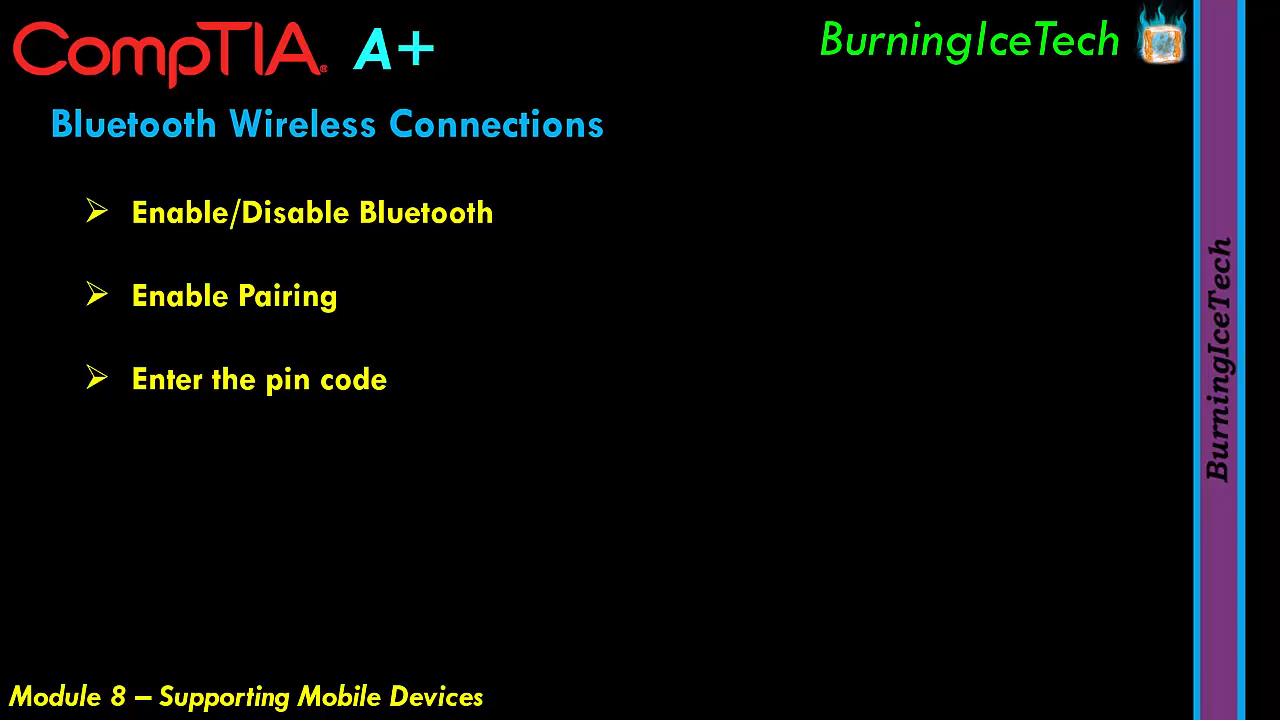 CompTIA® A+
BurningIceTech
Bluetooth Wireless Connections
➢ Enable/Disable Bluetooth
➢ Enable Pairing
➢ Enter the pin code
BurningIceTech
Module 8 – Supporting Mobile Devices